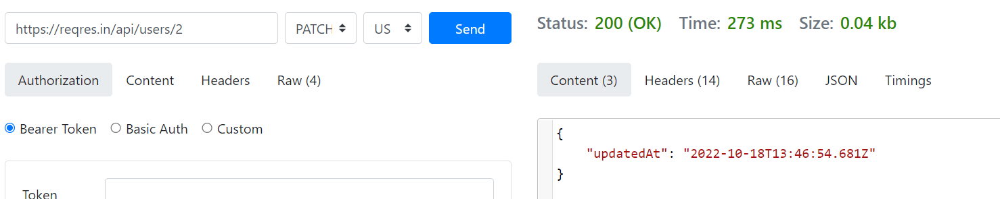 https://reqres.in/api/users/2 PATCH US Send
Status: 200 (OK) Time: 273 ms Size: 0.04 kb
Authorization Content Headers Raw (4)
Content (3) Headers (14) Raw (16) JSON Timings
Bearer Token Basic Auth Custom
Token
{
"updatedAt": "2022-10-18T13:46:54.681Z"
}